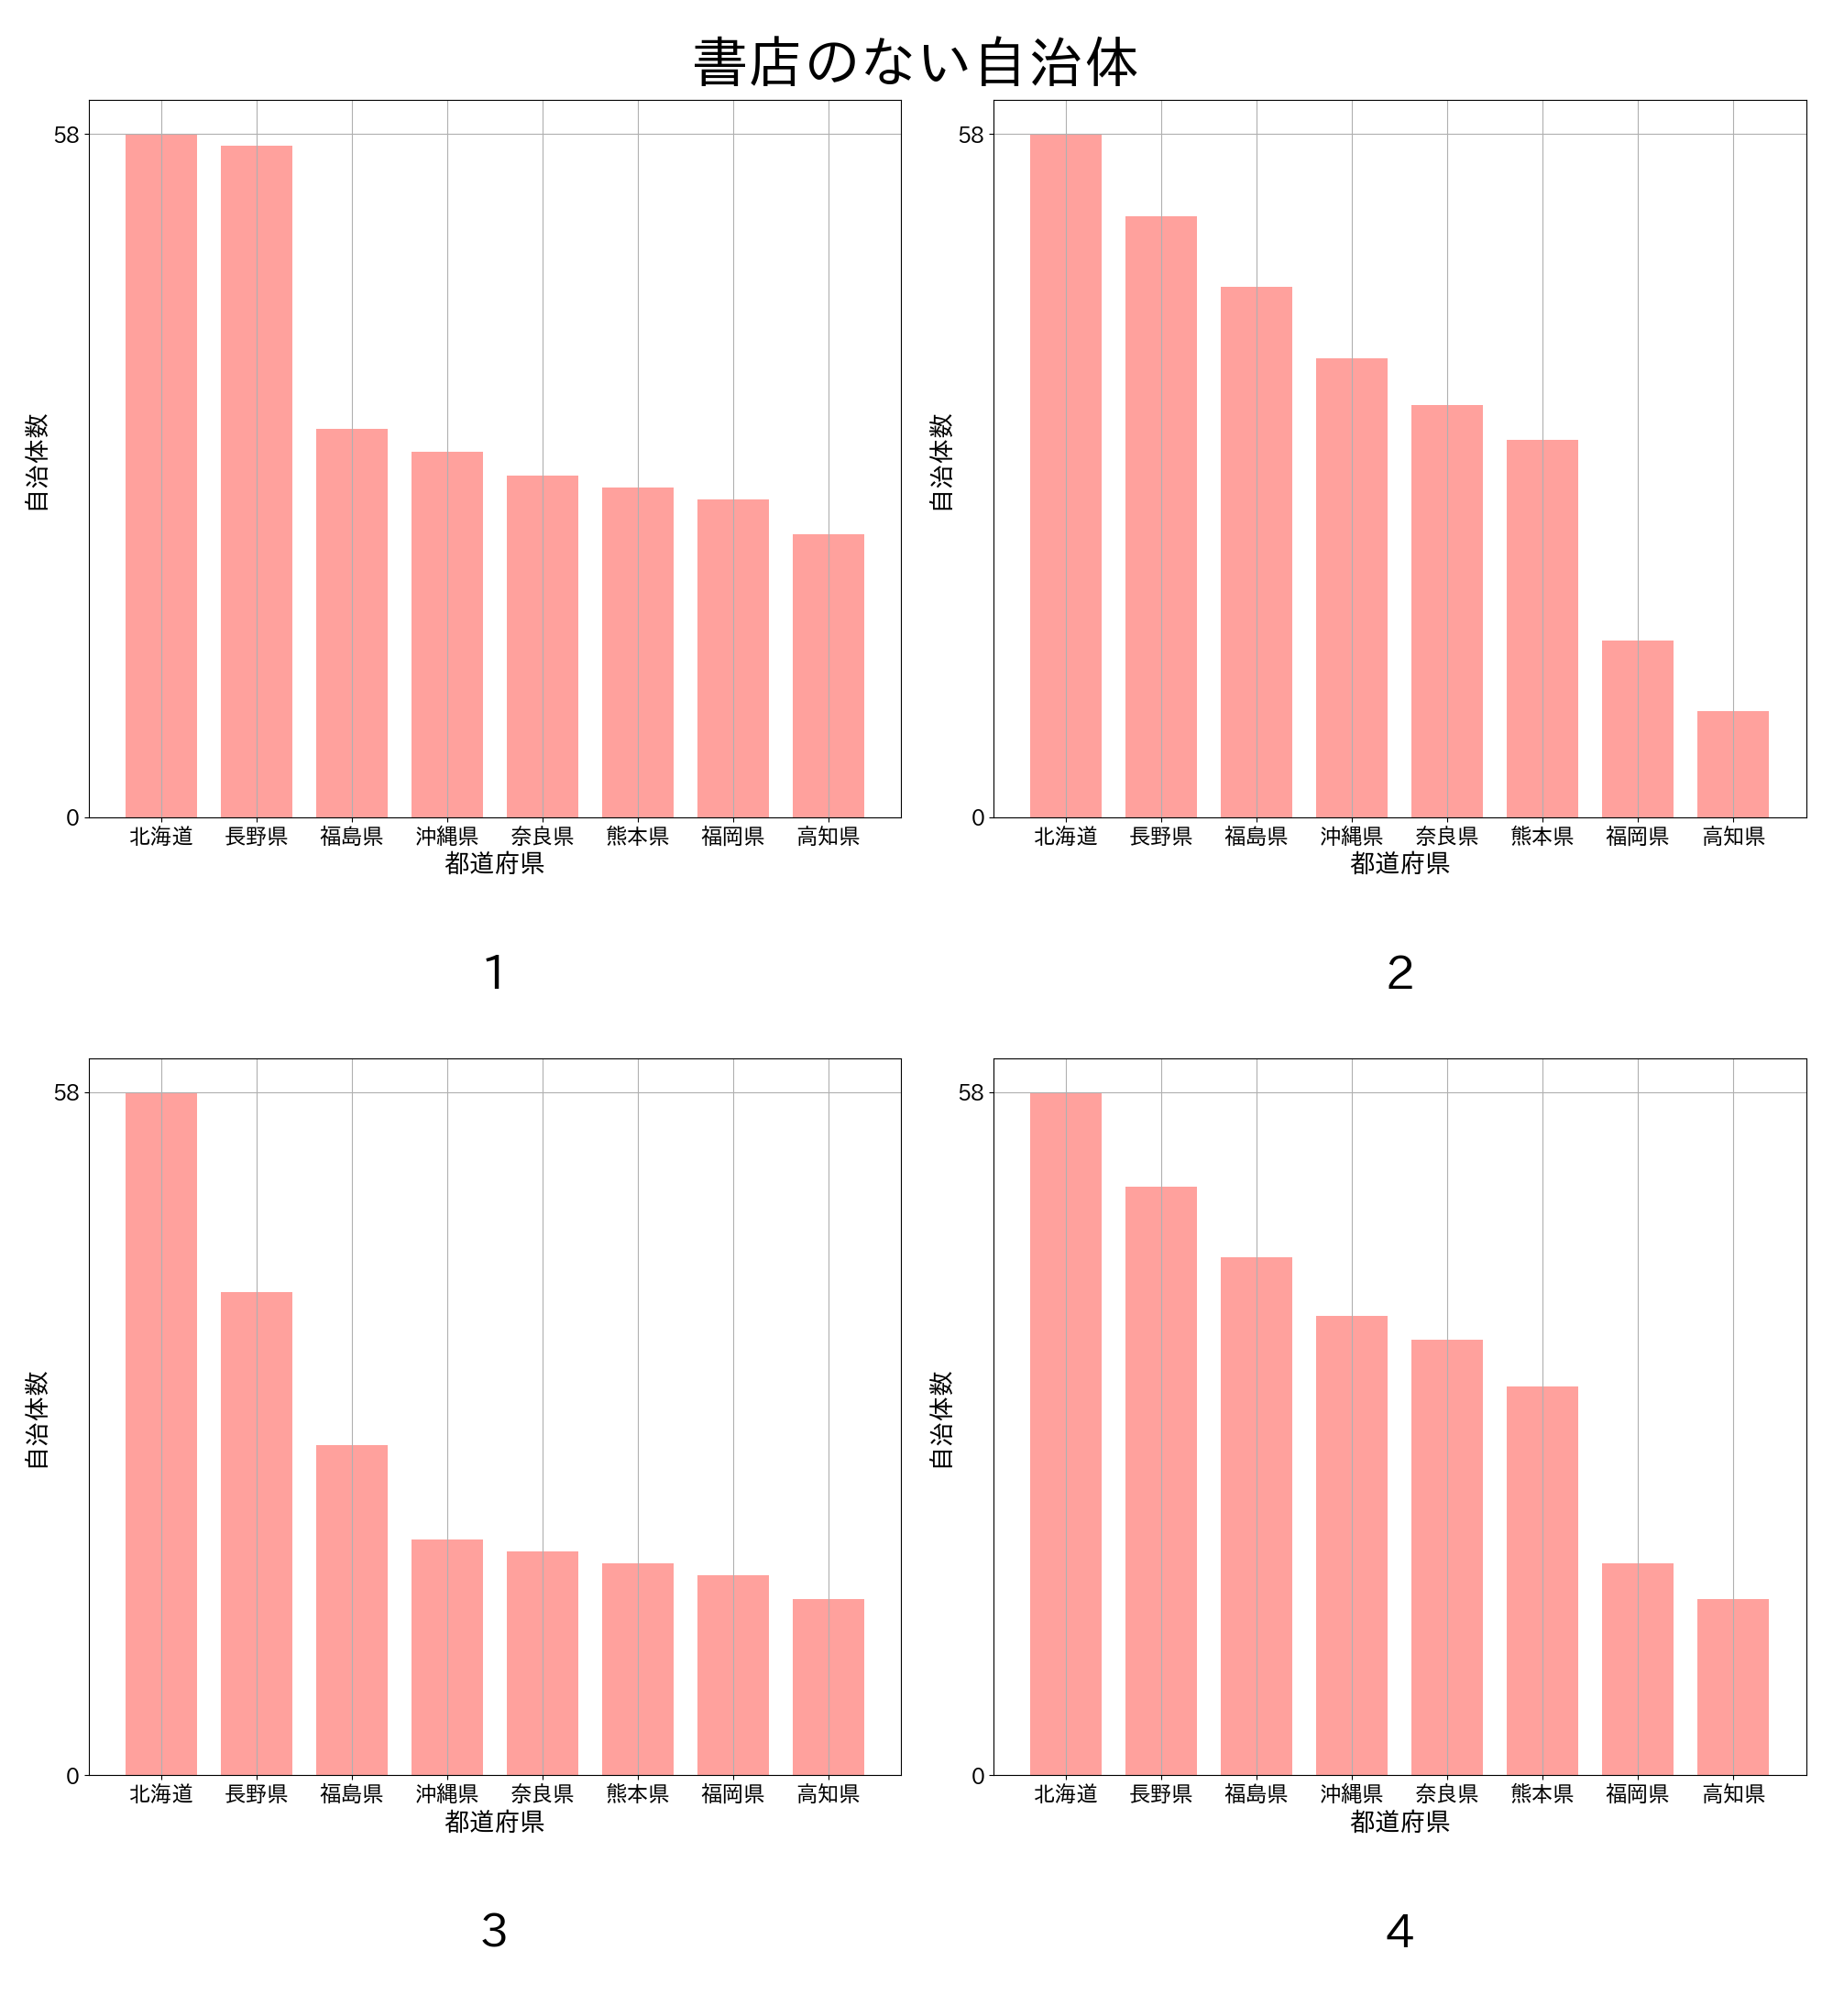 書店のない自治体
58
0
自治体数
北海道 長野県 福島県 沖縄県 奈良県 熊本県 福岡県 高知県
都道府県
1
58
0
自治体数
北海道 長野県 福島県 沖縄県 奈良県 熊本県 福岡県 高知県
都道府県
2
58
0
自治体数
北海道 長野県 福島県 沖縄県 奈良県 熊本県 福岡県 高知県
都道府県
3
58
0
自治体数
北海道 長野県 福島県 沖縄県 奈良県 熊本県 福岡県 高知県
都道府県
4